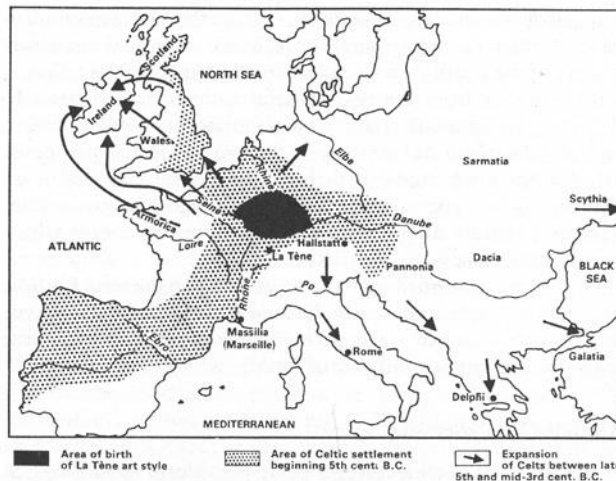 Scotland
NORTH SEA
Ireland
Wales
Elbe
Sarmatia
Rhine
Scythia
Seine
Armorica
Danube
ATLANTIC
Loire
Hallstatt
La Tène
Pannonia
Dacia
BLACK
SEA
Rhône
Po
Massilia
(Marseille)
Ebro
Rome
Galatia
Delphi
MEDITERRANEAN
Area of birth
of La Tène art style
Area of Celtic settlement
beginning 5th cent. B.C.
Expansion
of Celts between late
5th and mid-3rd cent. B.C.